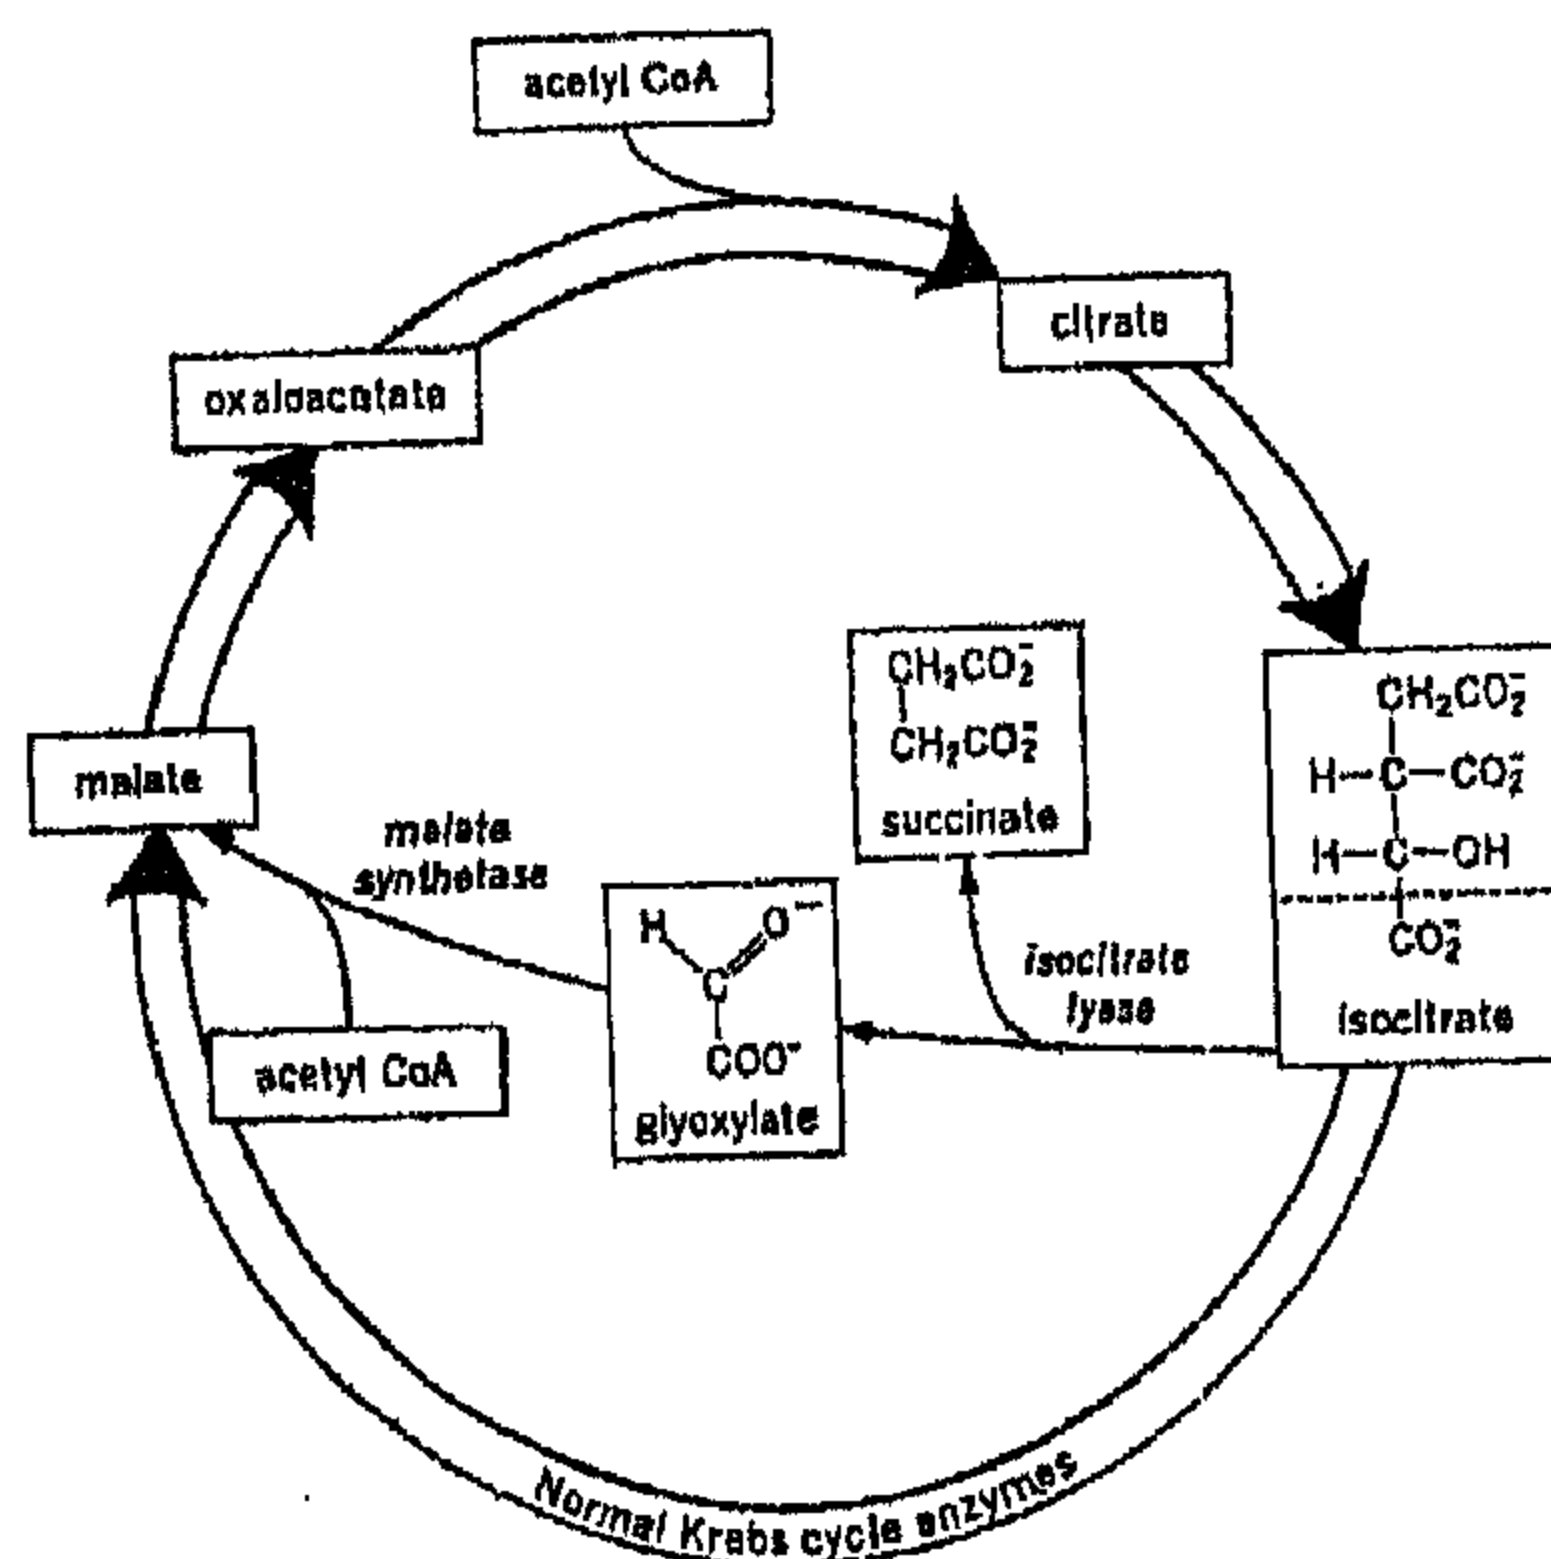 acetyl CoA
citrate
oxaloacetate
CH₂CO₂⁻
CH₂CO₂⁻
succinate
CH₂CO₂⁻
H—C—CO₂⁻
H—C—OH
CO₂⁻
isocitrate
malate
malate
synthetase
H
O⁻
C
COO⁻
glyoxylate
isocitrate
lyase
acetyl CoA
Normal Krebs cycle enzymes